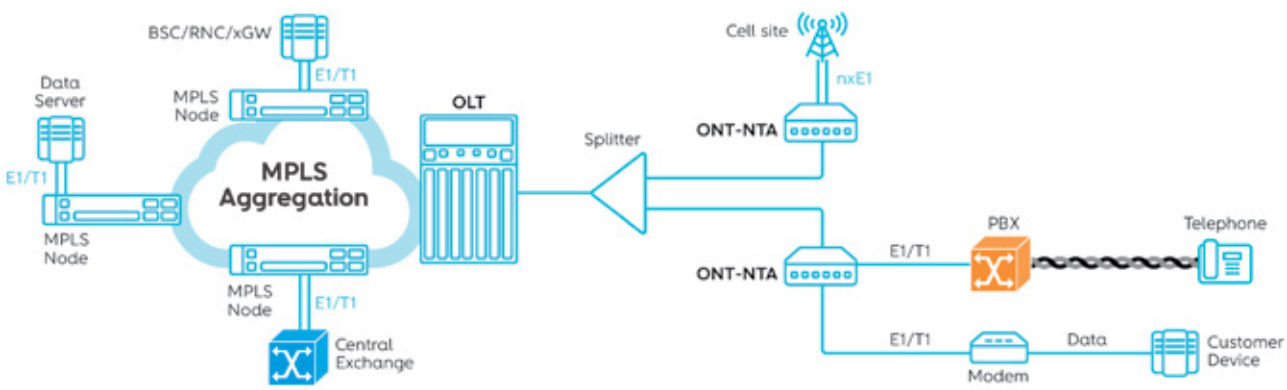 BSC/RNC/xGW
E1/T1
Data
Server
MPLS
Node
E1/T1
MPLS
Node
MPLS
Aggregation
MPLS
Node
E1/T1
Central
Exchange
OLT
Splitter
Cell site
nxE1
ONT-NTA
ONT-NTA
E1/T1
PBX
Telephone
E1/T1
Modem
Data
Customer
Device